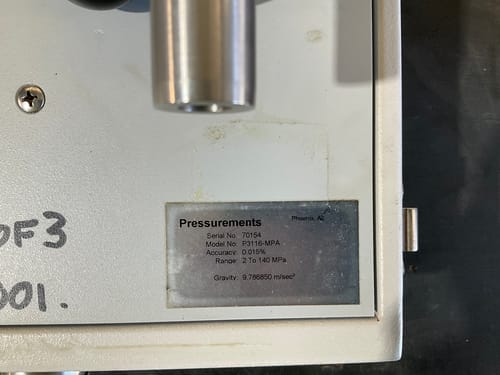 OF3
001.
Pressurements Phoenix, AZ
Serial No: 70154
Model No: P3116-MPA
Accuracy: 0.015%
Range: 2 To 140 MPa
Gravity: 9.786850 m/sec²